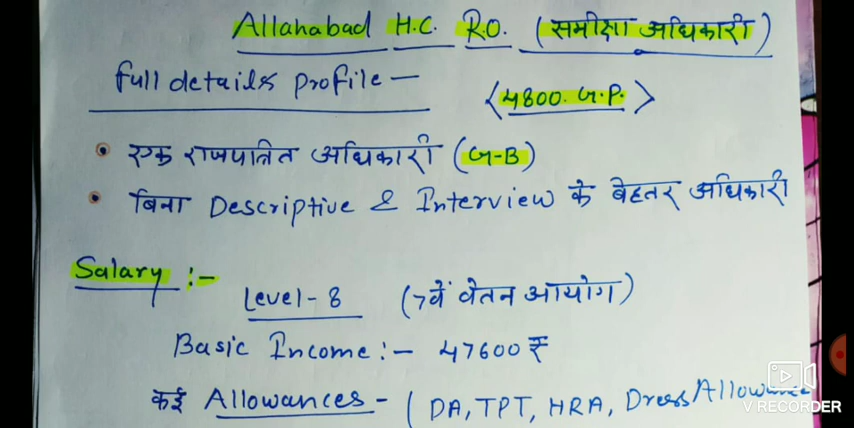 Allahabad H.C. R.O. (समीक्षा अधिकारी)
full details profile —
<4800. G.P.>
एक राजपत्रित अधिकारी (G-B)
बिना Descriptive & Interview के बेहतर अधिकारी
Salary :-
Level - 8 (7वें वेतन आयोग)
Basic Income :- 47600 ₹
कई Allowances - ( DA, TPT, HRA, Dress Allowance
V RECORDER